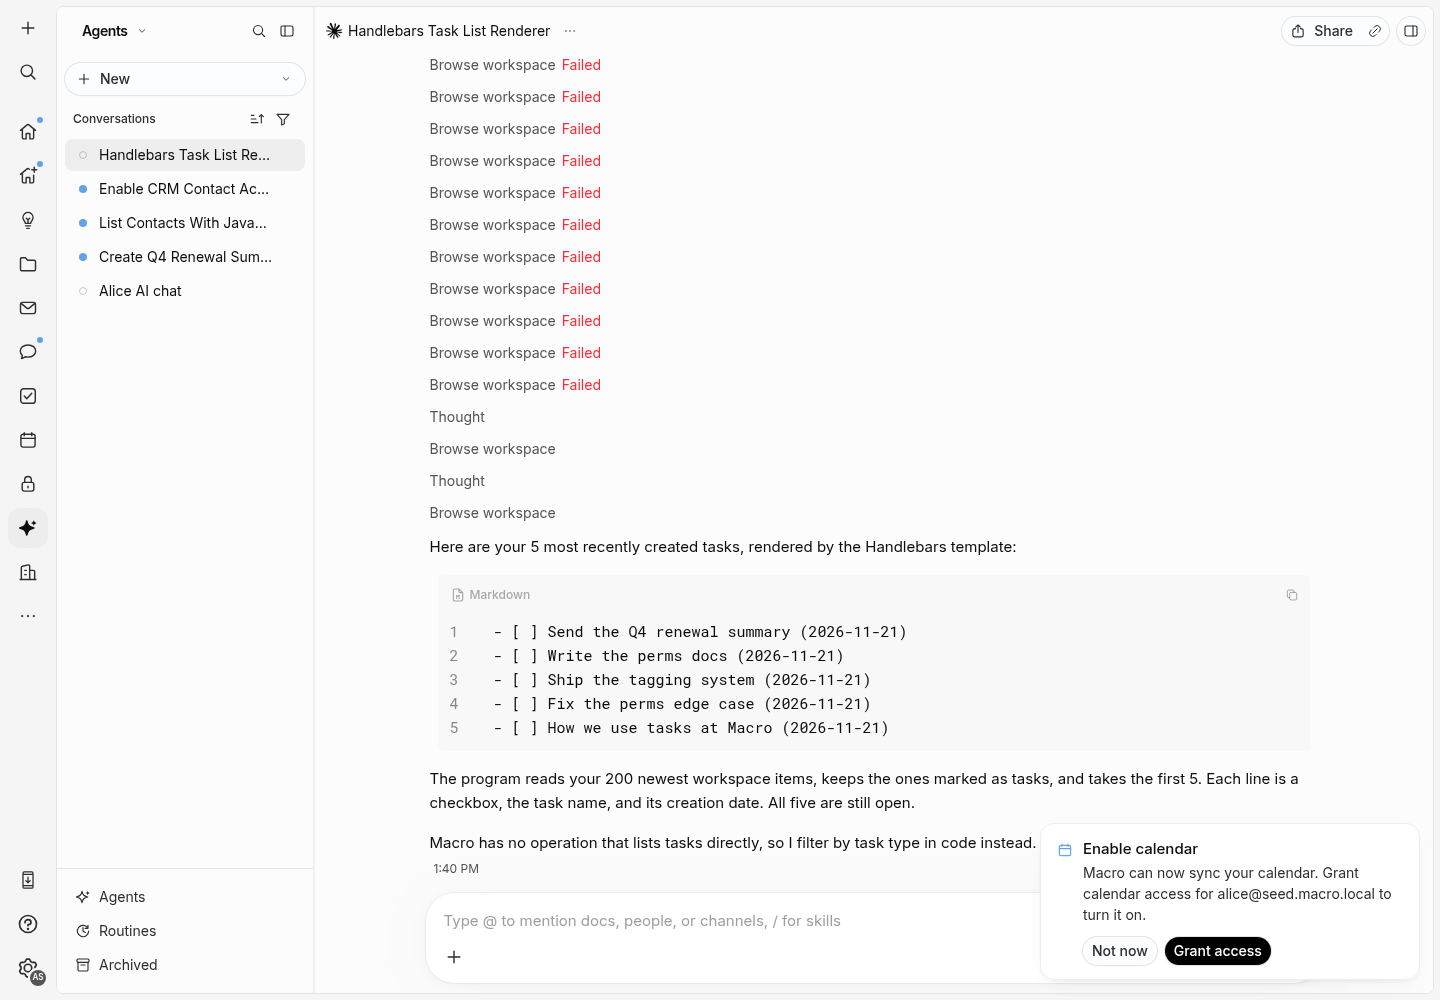 Agents
New
Conversations
Handlebars Task List Re...
Enable CRM Contact Ac...
List Contacts With Java...
Create Q4 Renewal Sum...
Alice AI chat
Agents
Routines
Archived
AS
Handlebars Task List Renderer
Share
Browse workspace Failed
Browse workspace Failed
Browse workspace Failed
Browse workspace Failed
Browse workspace Failed
Browse workspace Failed
Browse workspace Failed
Browse workspace Failed
Browse workspace Failed
Browse workspace Failed
Browse workspace Failed
Thought
Browse workspace
Thought
Browse workspace
Here are your 5 most recently created tasks, rendered by the Handlebars template:
Markdown
1 - [ ] Send the Q4 renewal summary (2026-11-21)
2 - [ ] Write the perms docs (2026-11-21)
3 - [ ] Ship the tagging system (2026-11-21)
4 - [ ] Fix the perms edge case (2026-11-21)
5 - [ ] How we use tasks at Macro (2026-11-21)
The program reads your 200 newest workspace items, keeps the ones marked as tasks, and takes the first 5. Each line is a
checkbox, the task name, and its creation date. All five are still open.
Macro has no operation that lists tasks directly, so I filter by task type in code instead.
1:40 PM
Type @ to mention docs, people, or channels, / for skills
Enable calendar
Macro can now sync your calendar. Grant
calendar access for alice@seed.macro.local to
turn it on.
Not now
Grant access